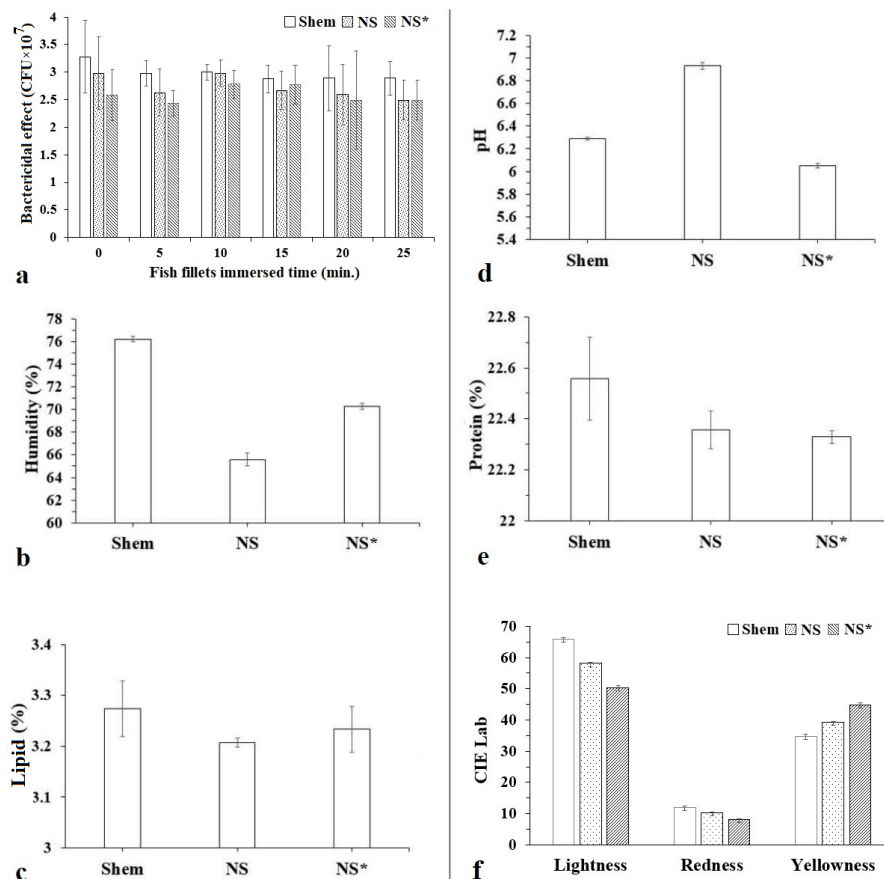 Shem NS NS*
Bactericidal effect (CFU×10⁷)
4
3.5
3
2.5
2
1.5
1
0.5
0
0 5 10 15 20 25
Fish fillets immersed time (min.)
a
Humidity (%)
78
76
74
72
70
68
66
64
62
60
Shem NS NS*
b
Lipid (%)
3.4
3.3
3.2
3.1
3
Shem NS NS*
c
pH
7.2
7
6.8
6.6
6.4
6.2
6
5.8
5.6
5.4
Shem NS NS*
d
Protein (%)
22.8
22.6
22.4
22.2
22
Shem NS NS*
e
Shem NS NS*
CIE Lab
70
60
50
40
30
20
10
0
Lightness Redness Yellowness
f